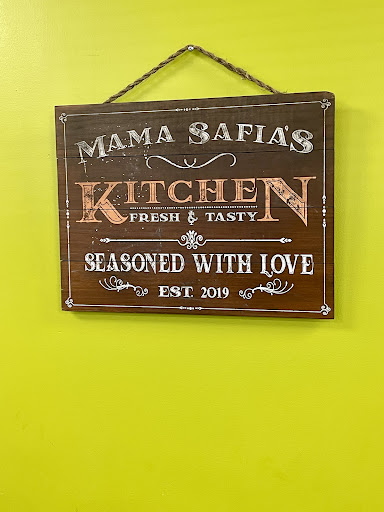 MAMA SAFIA'S
KITCHEN
FRESH & TASTY
SEASONED WITH LOVE
EST. 2019